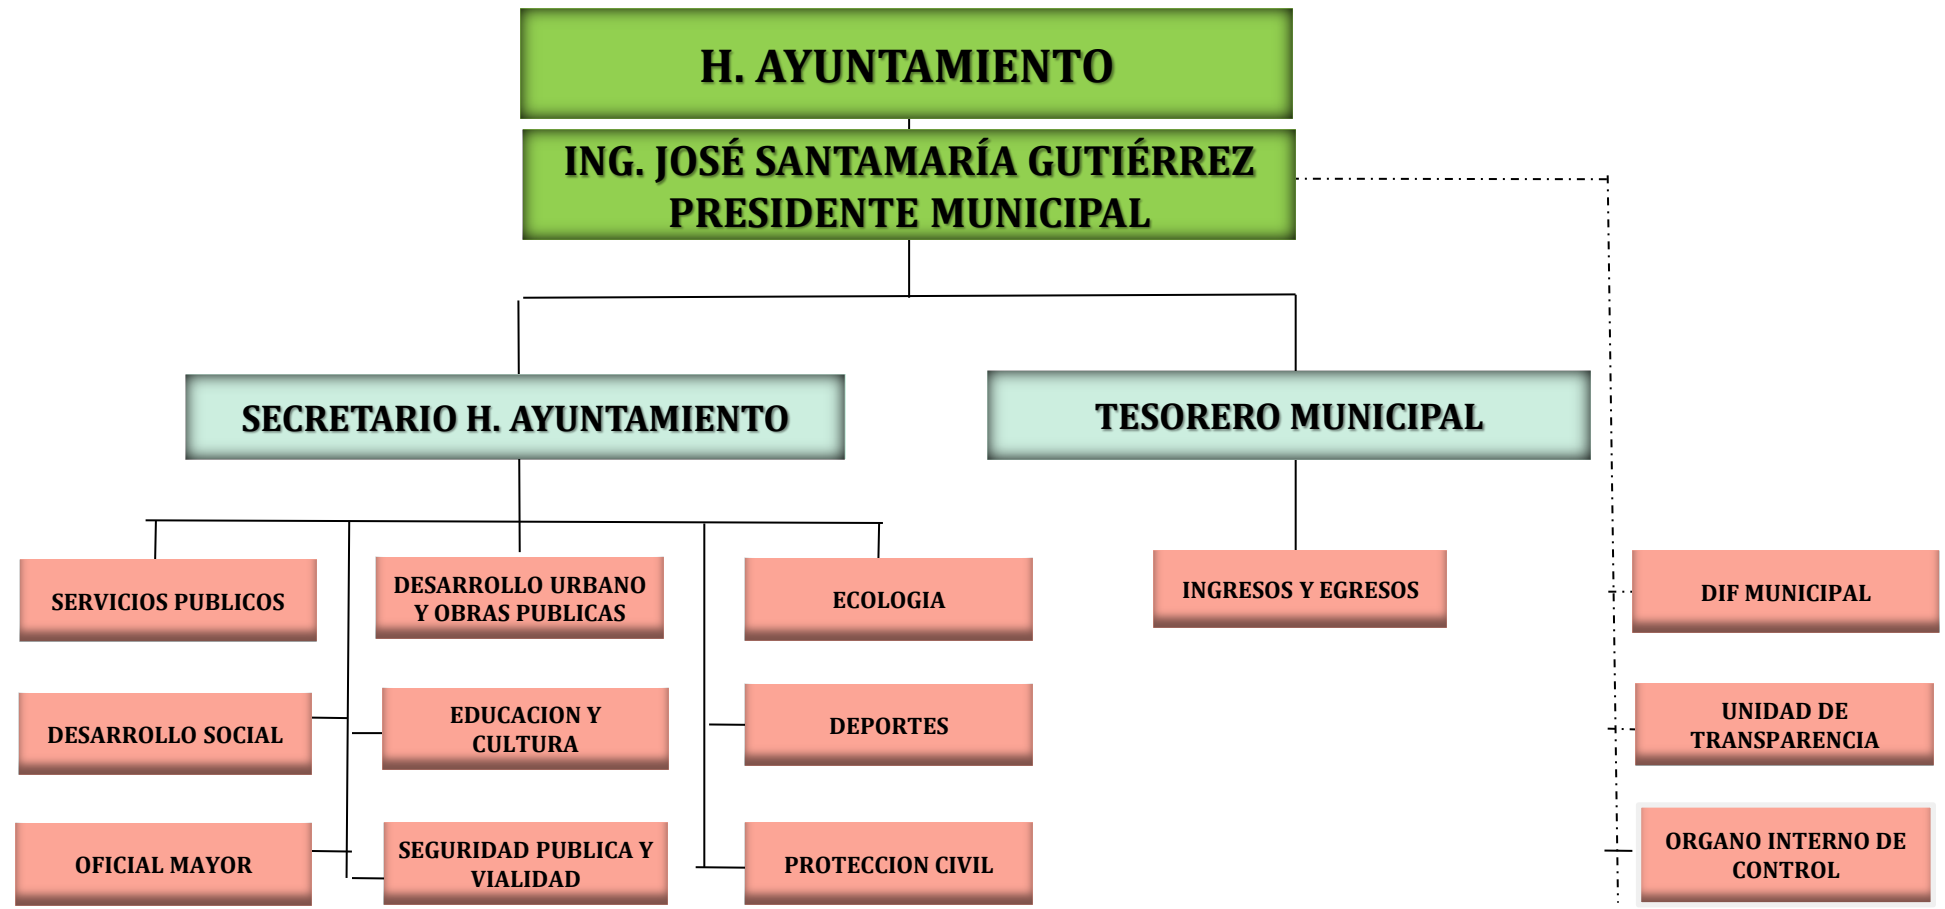 H. AYUNTAMIENTO
ING. JOSÉ SANTAMARÍA GUTIÉRREZ
PRESIDENTE MUNICIPAL
SECRETARIO H. AYUNTAMIENTO
TESORERO MUNICIPAL
SERVICIOS PUBLICOS
DESARROLLO URBANO
Y OBRAS PUBLICAS
ECOLOGIA
INGRESOS Y EGRESOS
DIF MUNICIPAL
DESARROLLO SOCIAL
EDUCACION Y
CULTURA
DEPORTES
UNIDAD DE
TRANSPARENCIA
OFICIAL MAYOR
SEGURIDAD PUBLICA Y
VIALIDAD
PROTECCION CIVIL
ORGANO INTERNO DE
CONTROL